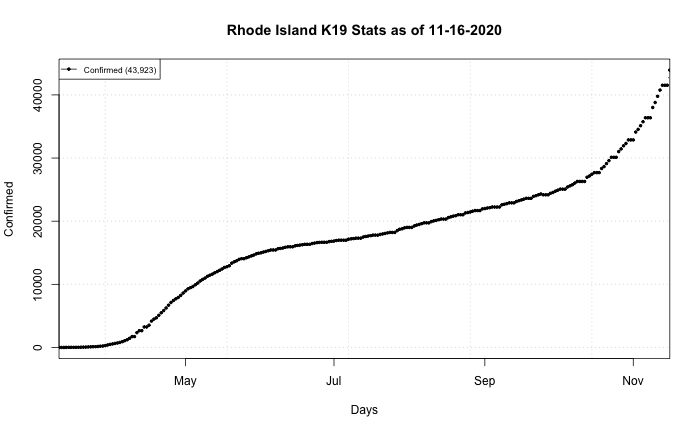 Rhode Island K19 Stats as of 11-16-2020
Confirmed (43,923)
Confirmed
40000
30000
20000
10000
0
May Jul Sep Nov
Days